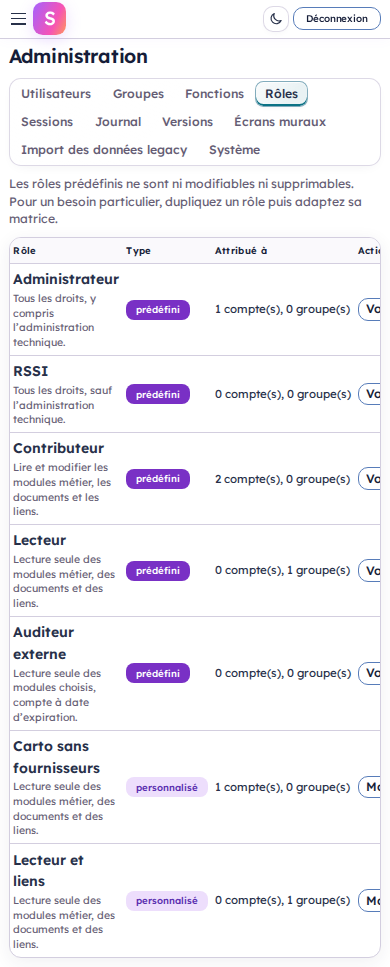 S
Déconnexion
Administration
Utilisateurs Groupes Fonctions Rôles
Sessions Journal Versions Écrans muraux
Import des données legacy Système
Les rôles prédéfinis ne sont ni modifiables ni supprimables.
Pour un besoin particulier, dupliquez un rôle puis adaptez sa
matrice.
Rôle Type Attribué à
Administrateur
Tous les droits, y
compris
l’administration
technique.
prédéfini 1 compte(s), 0 groupe(s)
RSSI
Tous les droits, sauf
l’administration
technique.
prédéfini 0 compte(s), 0 groupe(s)
Contributeur
Lire et modifier les
modules métier, les
documents et les
liens.
prédéfini 2 compte(s), 0 groupe(s)
Lecteur
Lecture seule des
modules métier, des
documents et des
liens.
prédéfini 0 compte(s), 1 groupe(s)
Auditeur
externe
Lecture seule des
modules choisis,
compte à date
d’expiration.
prédéfini 0 compte(s), 0 groupe(s)
Carto sans
fournisseurs
Lecture seule des
modules métier, des
documents et des
liens.
personnalisé 1 compte(s), 0 groupe(s)
Lecteur et
liens
Lecture seule des
modules métier, des
documents et des
liens.
personnalisé 0 compte(s), 1 groupe(s)